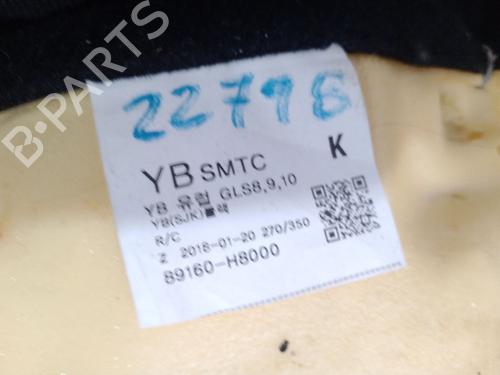 B-PARTS
22798
YB SMTC K
YB 유럽 GLS8,9,10
YB(SJK)블랙
R/C
2 2018-01-20 270/350
89160-H8000